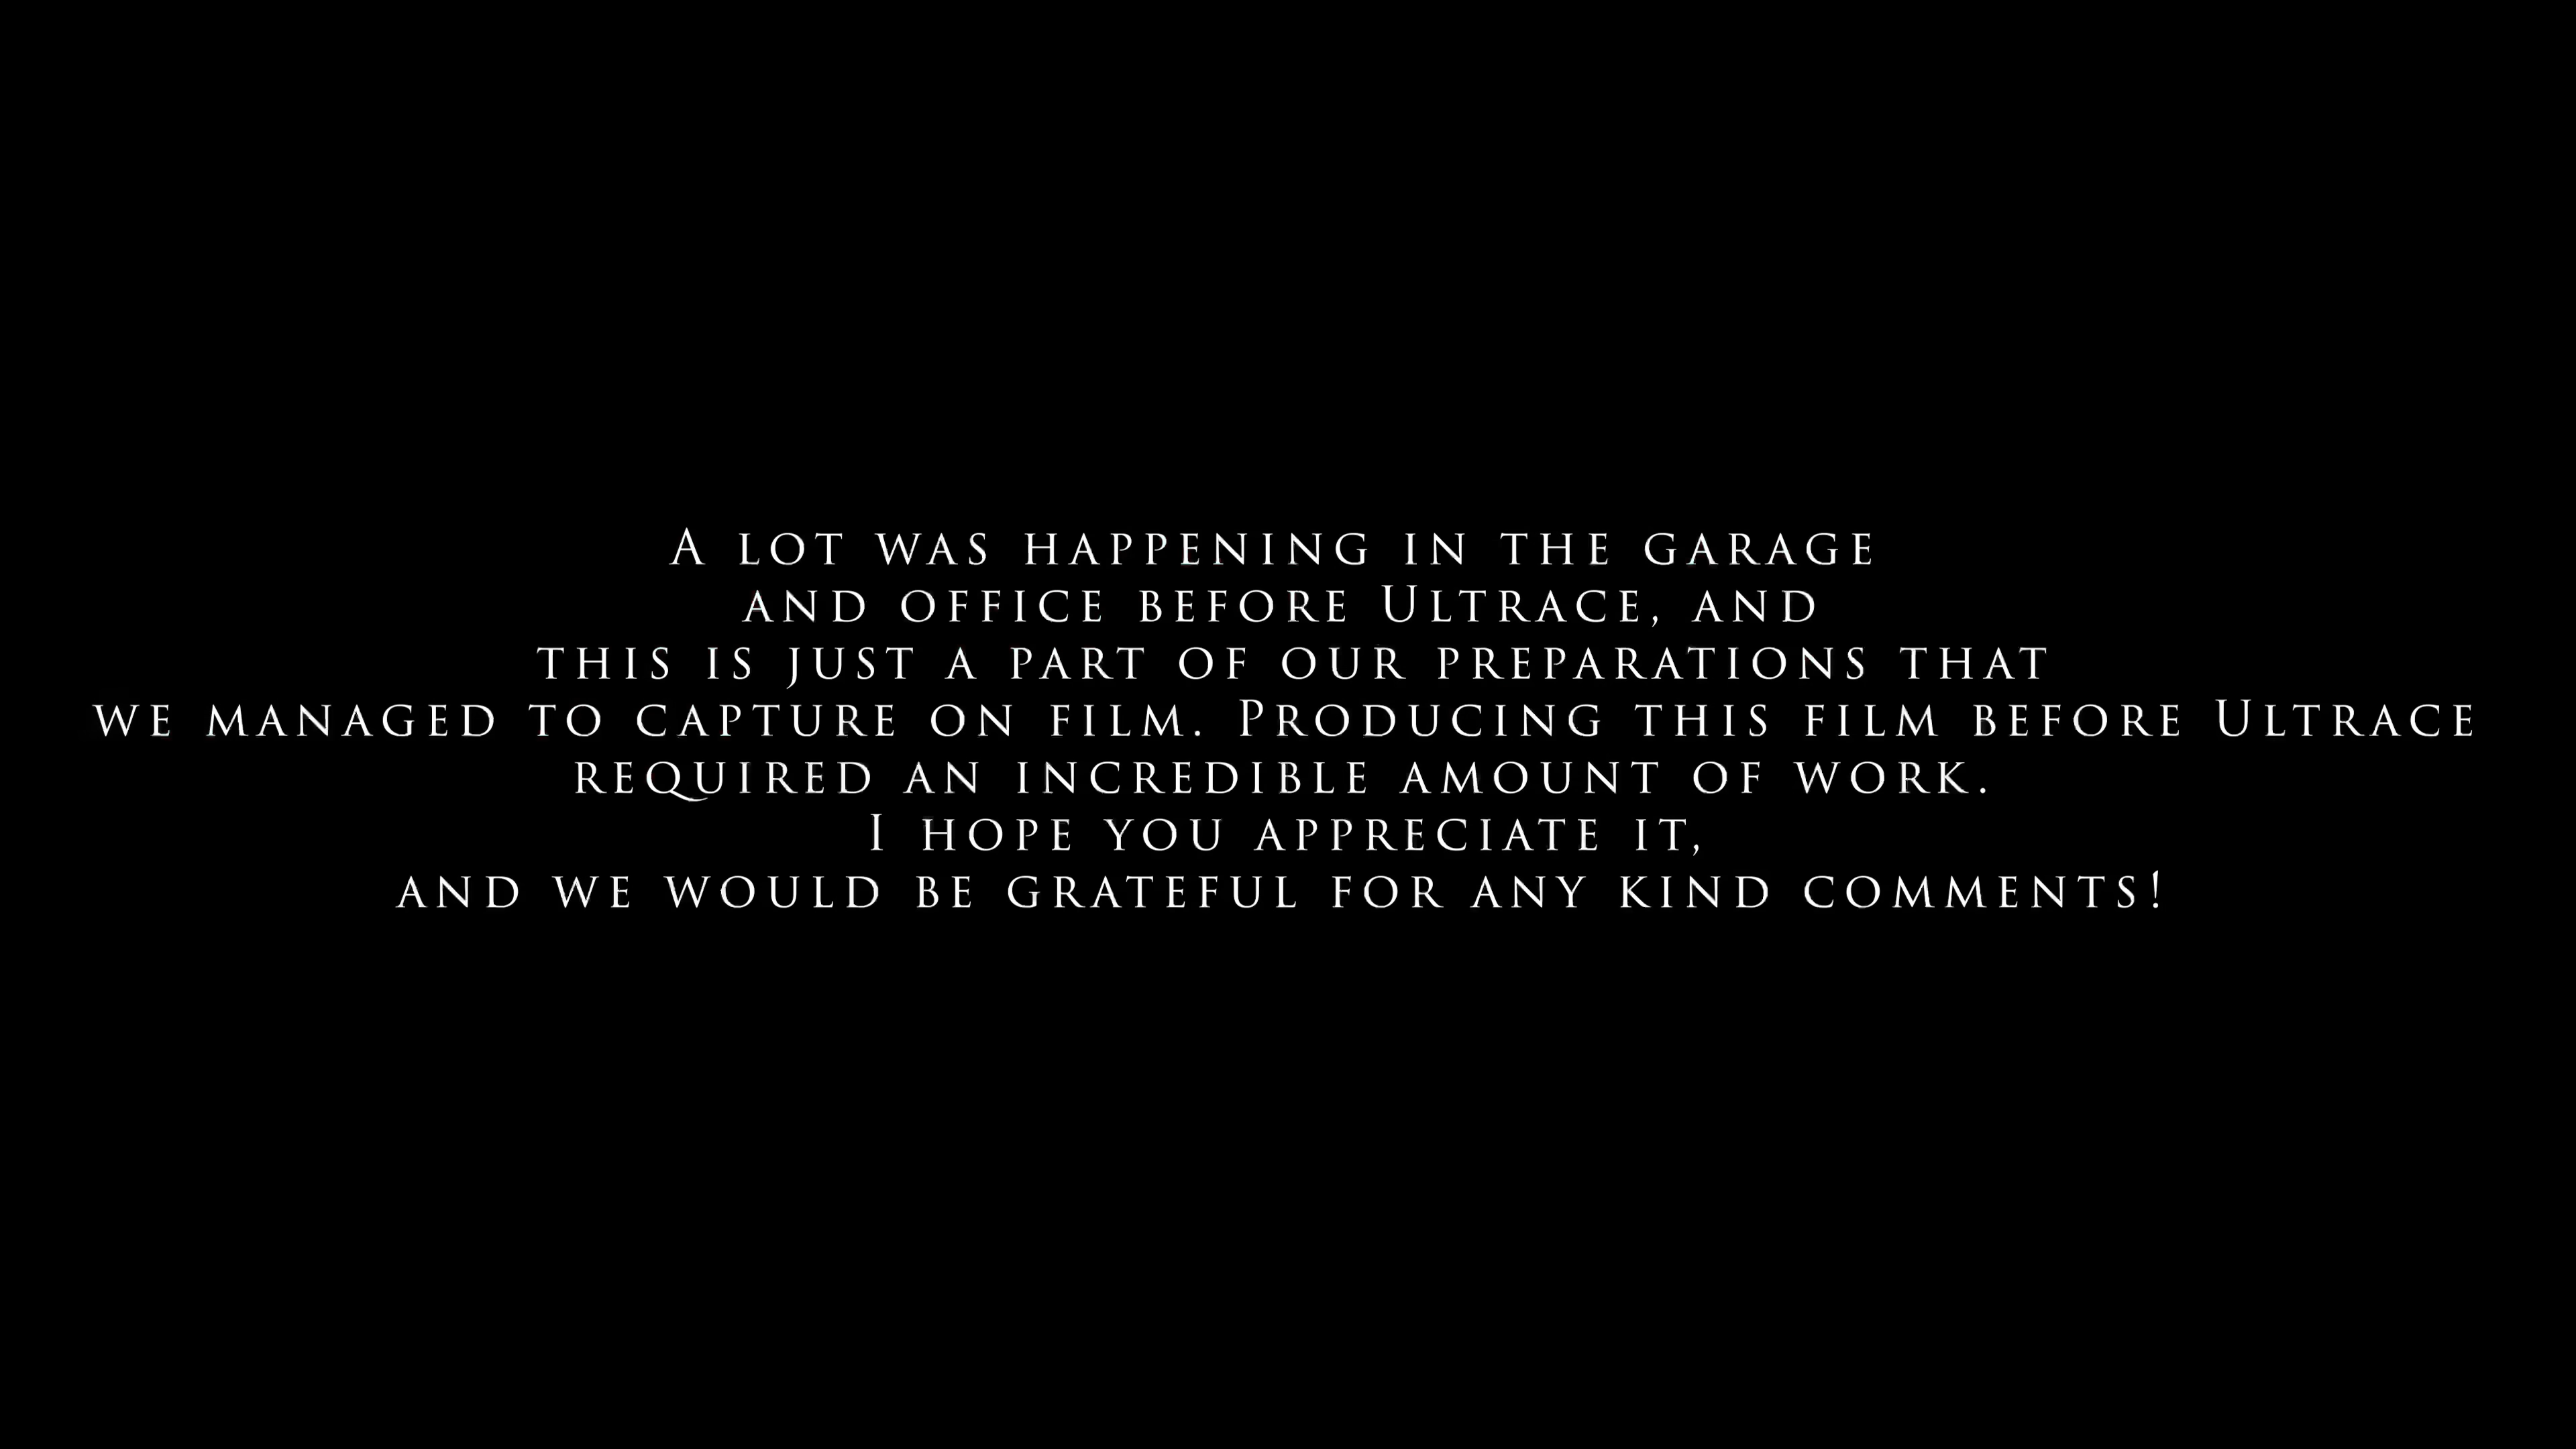 A lot was happening in the garage
and office before Ultrace, and
this is just a part of our preparations that
we managed to capture on film. Producing this film before Ultrace
required an incredible amount of work.
I hope you appreciate it,
and we would be grateful for any kind comments!